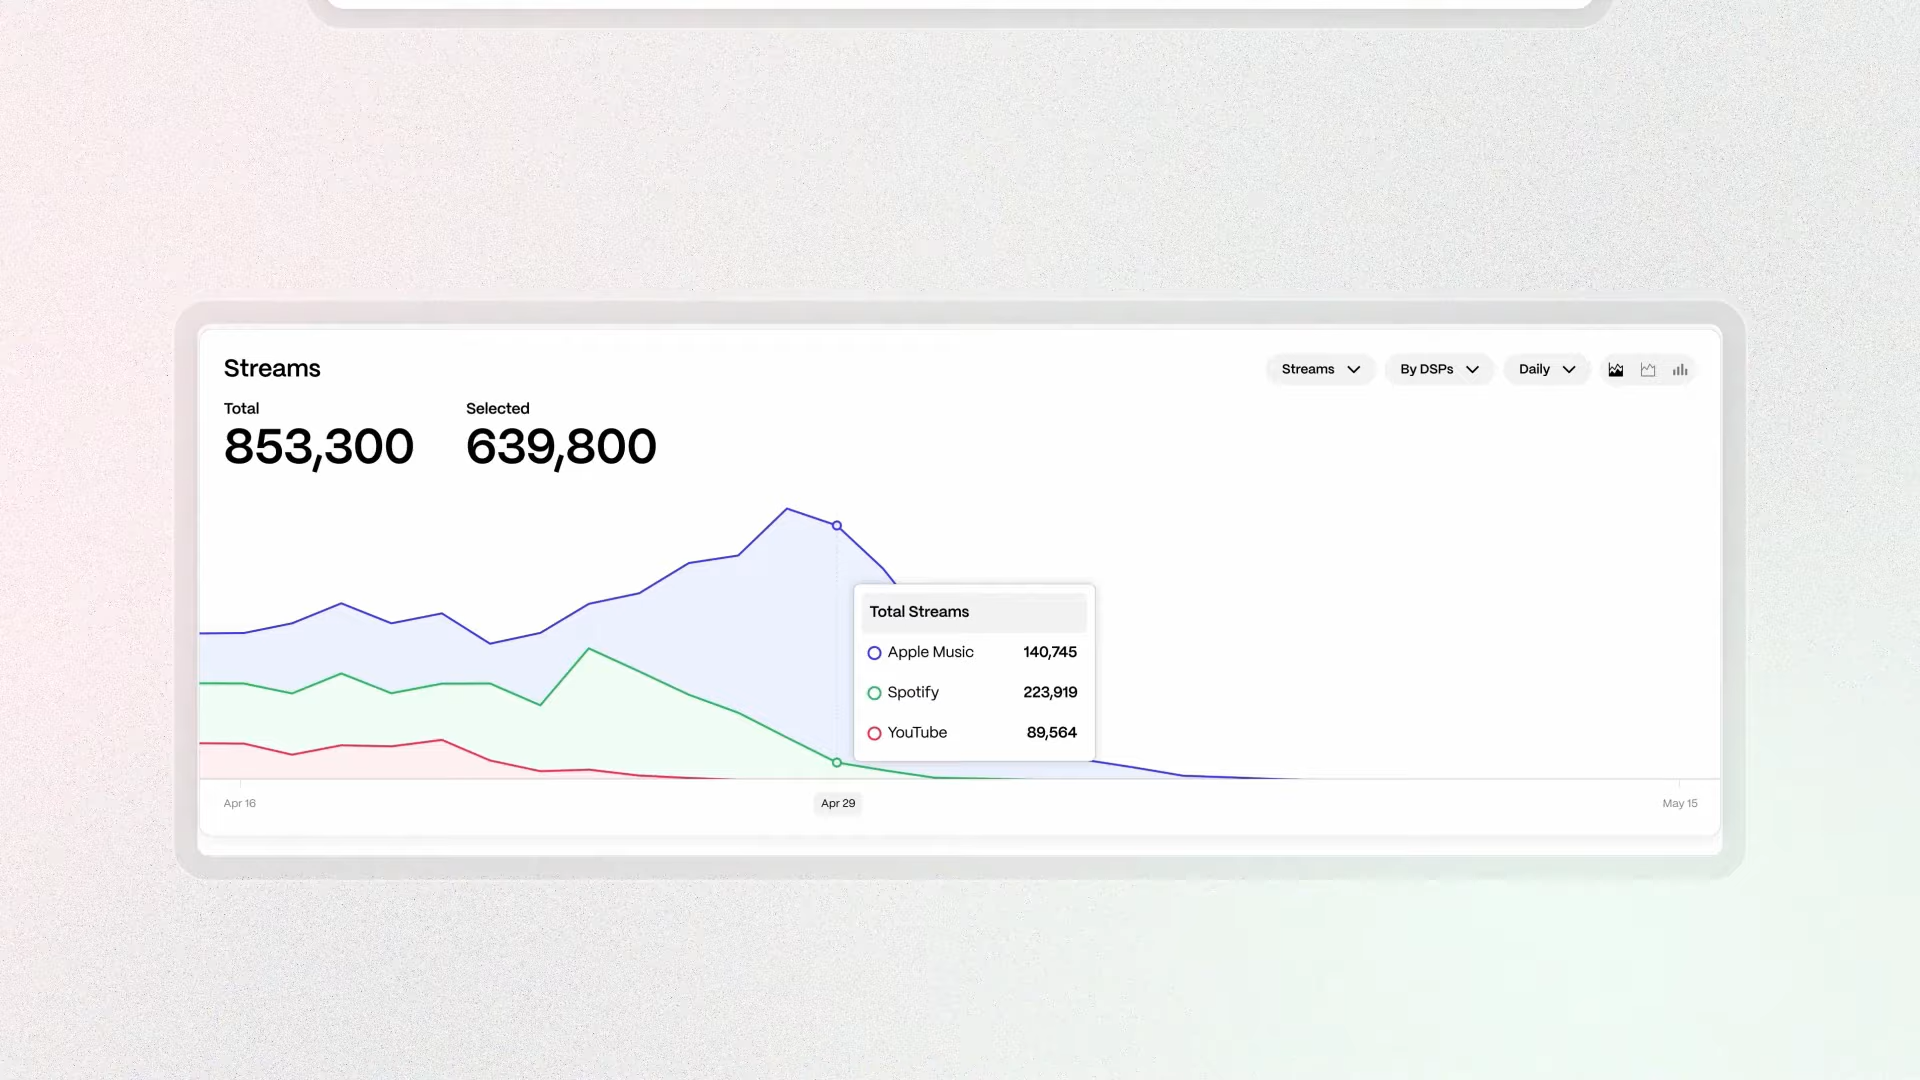 Streams
Streams
By DSPs
Daily
Total
Selected
853,300
639,800
Total Streams
Apple Music 140,745
Spotify 223,919
YouTube 89,564
Apr 16
Apr 29
May 15